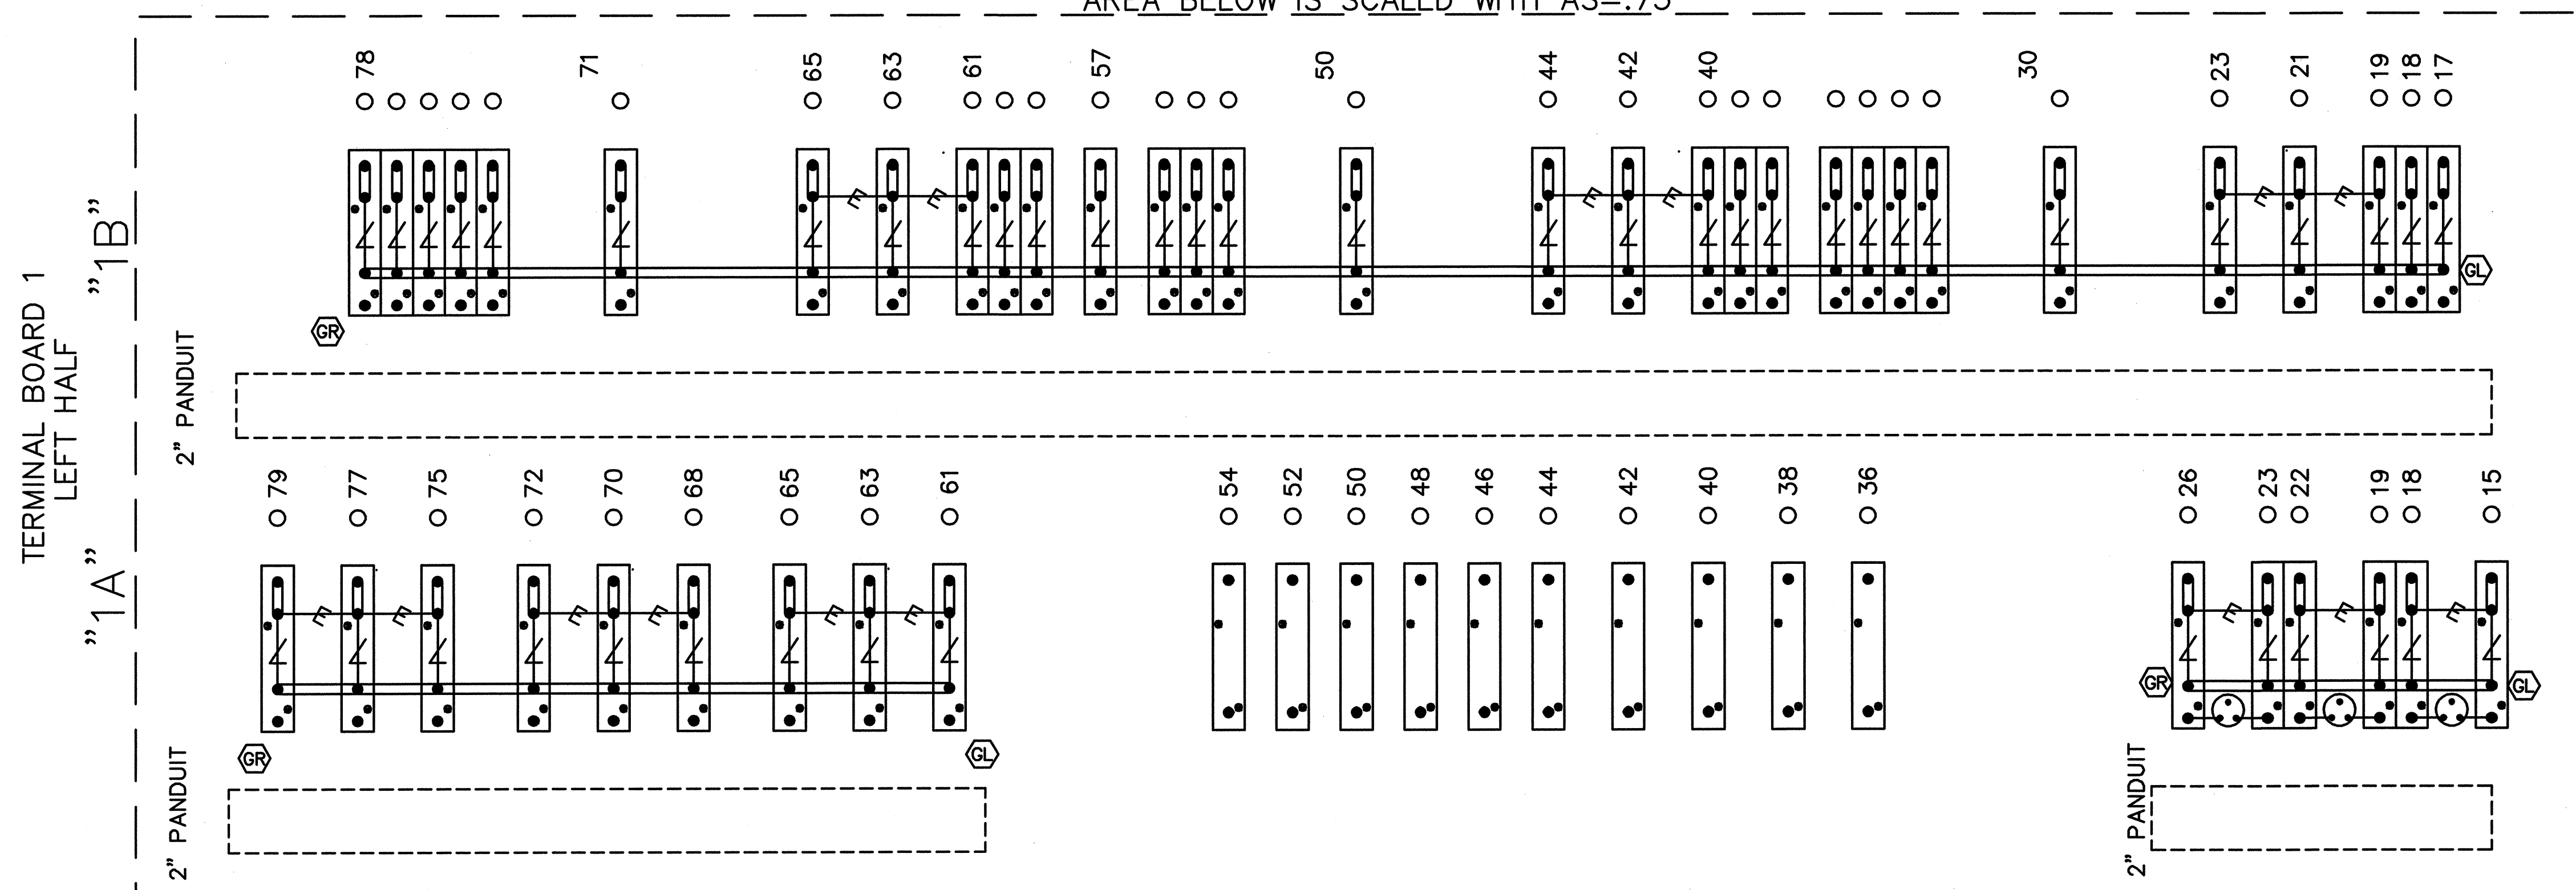 AREA BELOW IS SCALED WITH AS=.75
78 71 65 63 61 57 50 44 42 40 30 23 21 19 18 17
E E E E E E
GL
GR
TERMINAL BOARD 1
LEFT HALF
"1B"
2" PANDUIT
79 77 75 72 70 68 65 63 61 54 52 50 48 46 44 42 40 38 36 26 23 22 19 18 15
"1A"
E E E E E E E E E
GR GL
GR GL
2" PANDUIT
2" PANDUIT